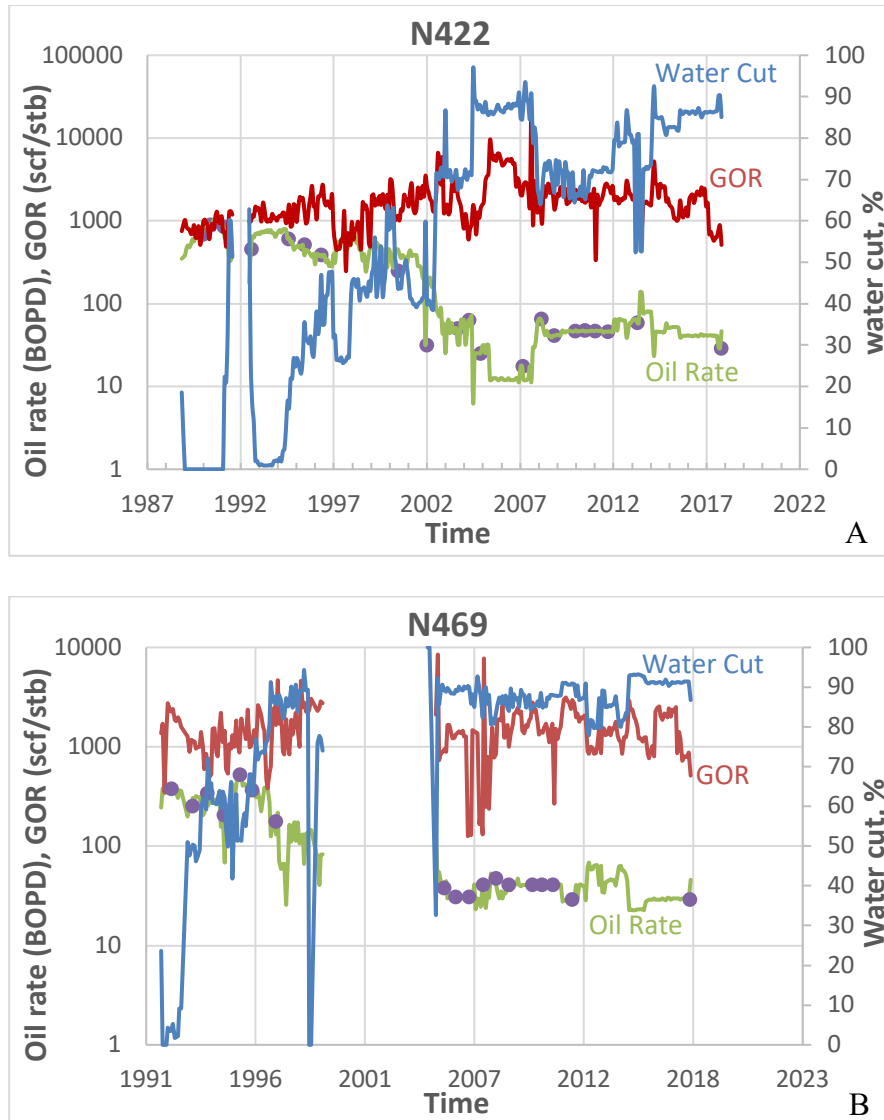 N422
Oil rate (BOPD), GOR (scf/stb)
100000
10000
1000
100
10
1
Water Cut
GOR
Oil Rate
100
90
80
70
60
50
40
30
20
10
0
water cut, %
1987 1992 1997 2002 2007 2012 2017 2022
Time
A
N469
Oil rate (BOPD), GOR (scf/stb)
10000
1000
100
10
1
Water Cut
GOR
Oil Rate
100
90
80
70
60
50
40
30
20
10
0
Water cut, %
1991 1996 2001 2007 2012 2018 2023
Time
B